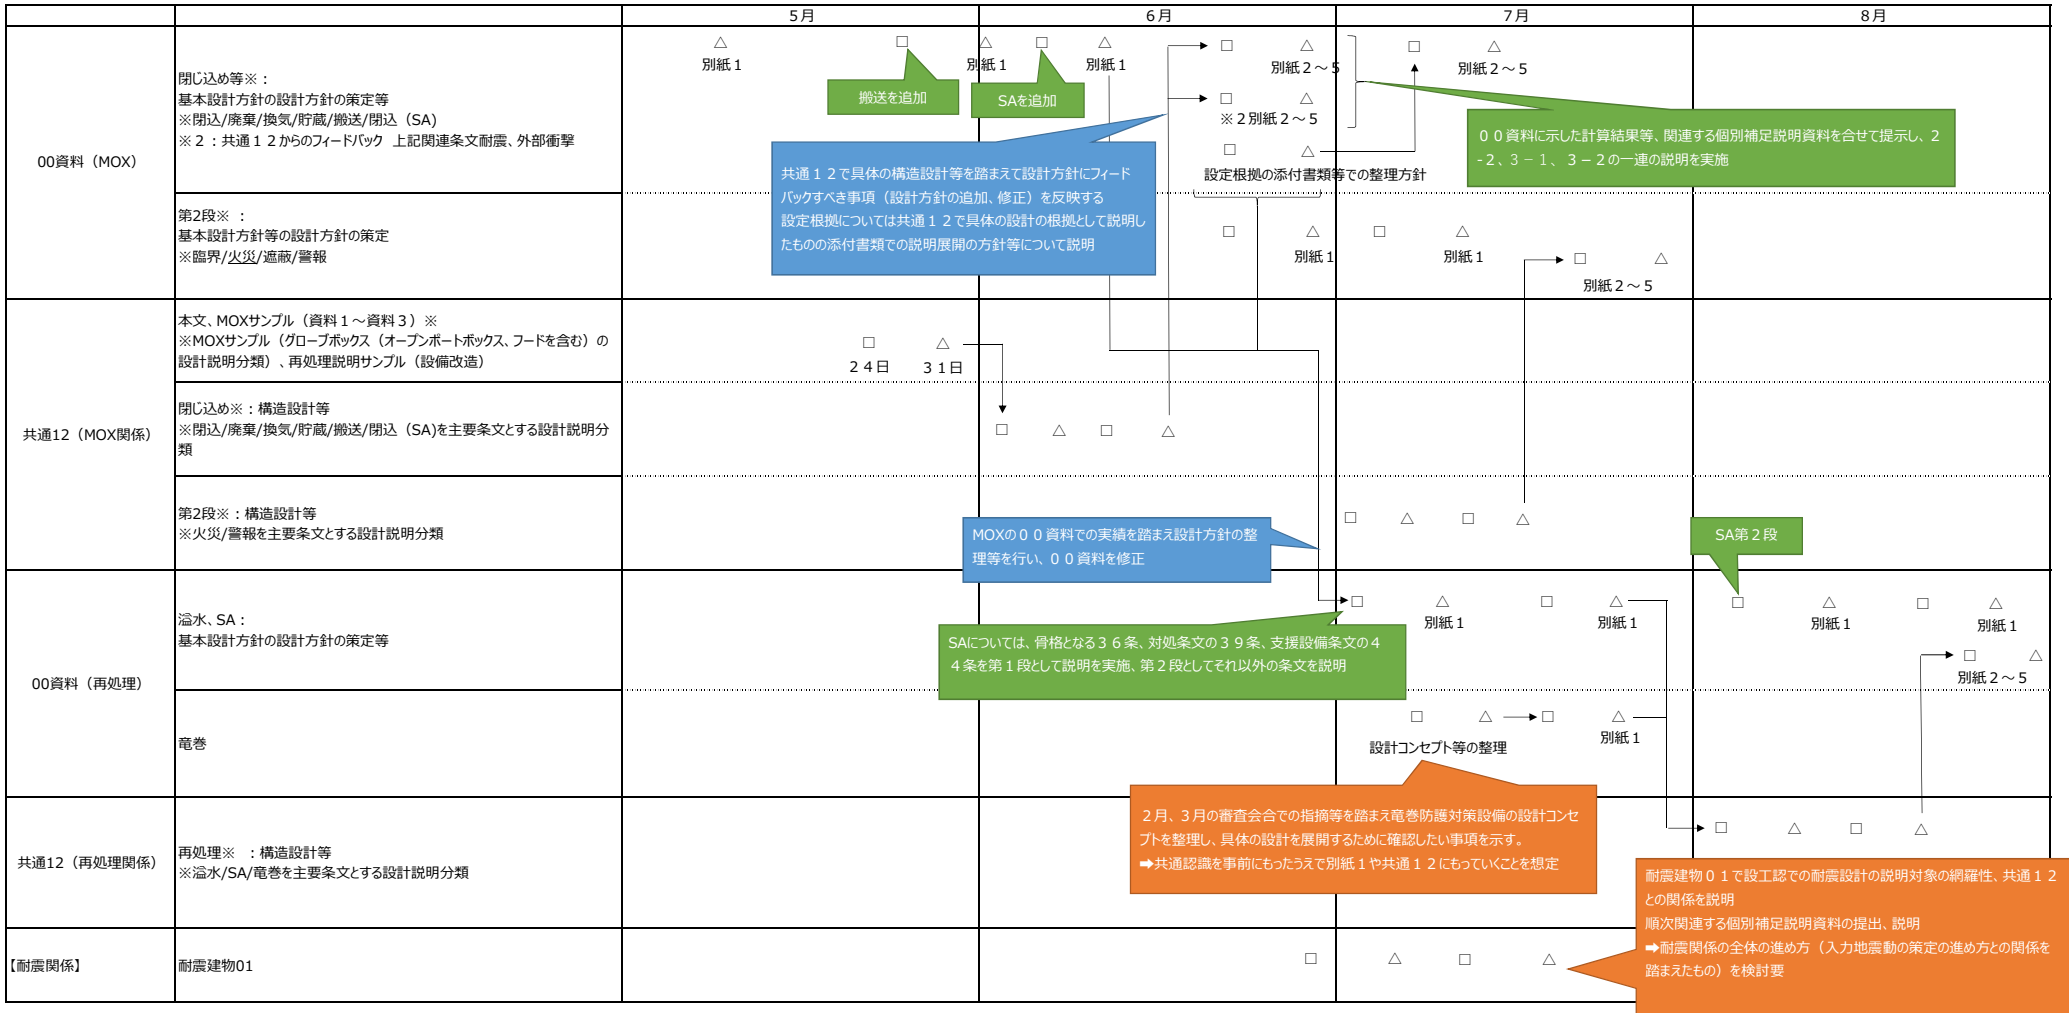 5月
6月
7月
8月
00資料（MOX）
閉じ込め等※：
基本設計方針の設計方針の策定等
※閉込/廃棄/換気/貯蔵/搬送/閉込（SA）
※２：共通１２からのフィードバック　上記関連条文耐震、外部衝撃
△
別紙１
□
△
別紙１
□
△
別紙１
搬送を追加
SAを追加
□
△
別紙２～５
□
△
※２別紙２～５
□
△
設定根拠の添付書類等での整理方針
□
△
別紙２～５
００資料に示した計算結果等、関連する個別補足説明資料を合せて提示し、２
-２、３－１、３－２の一連の説明を実施
共通１２で具体の構造設計等を踏まえて設計方針にフィード
バックすべき事項（設計方針の追加、修正）を反映する
設定根拠については共通１２で具体の設計の根拠として説明し
たものの添付書類での説明展開の方針等について説明
第2段※ ：
基本設計方針等の設計方針の策定
※臨界/火災/遮蔽/警報
□
△
別紙１
□
△
別紙１
□
△
別紙２～５
共通12（MOX関係）
本文、MOXサンプル（資料１～資料３）※
※MOXサンプル（グローブボックス（オープンポートボックス、フードを含む）の
設計説明分類）、再処理説明サンプル（設備改造）
□
△
２４日
３１日
閉じ込め※：構造設計等
※閉込/廃棄/換気/貯蔵/搬送/閉込（SA)を主要条文とする設計説明分
類
□
△
□
△
第2段※：構造設計等
※火災/警報を主要条文とする設計説明分類
□
△
□
△
MOXの００資料での実績を踏まえ設計方針の整
理等を行い、００資料を修正
SA第２段
00資料（再処理）
溢水、SA：
基本設計方針の設計方針の策定等
□
△
別紙１
□
△
別紙１
□
△
別紙１
□
△
別紙１
□
△
別紙２～５
SAについては、骨格となる３６条、対処条文の３９条、支援設備条文の４
４条を第１段として説明を実施、第２段としてそれ以外の条文を説明
竜巻
□
△
□
△
設計コンセプト等の整理
別紙１
２月、３月の審査会合での指摘等を踏まえ竜巻防護対策設備の設計コンセ
プトを整理し、具体の設計を展開するために確認したい事項を示す。
➡共通認識を事前にもったうえで別紙１や共通１２にもっていくことを想定
共通12（再処理関係）
再処理※　：構造設計等
※溢水/SA/竜巻を主要条文とする設計説明分類
□
△
□
△
耐震建物０１で設工認での耐震設計の説明対象の網羅性、共通１２
との関係を説明
順次関連する個別補足説明資料の提出、説明
➡耐震関係の全体の進め方（入力地震動の策定の進め方との関係を
踏まえたもの）を検討要
【耐震関係】
耐震建物01
□
△
□
△